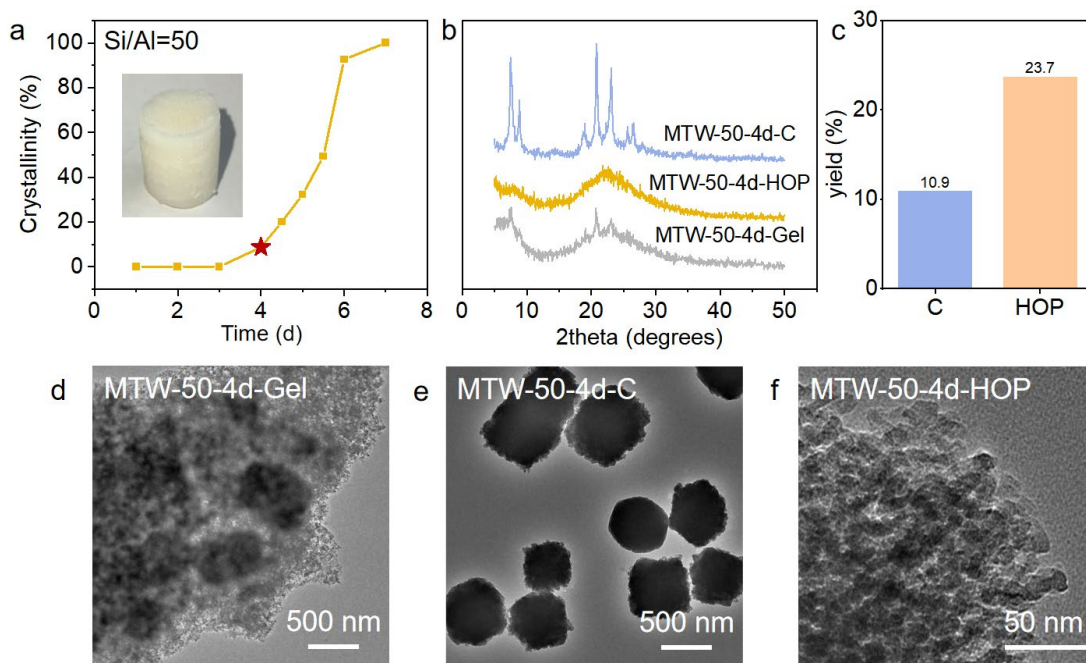 a
Si/Al=50
100
80
60
40
20
0
Crystallinity (%)
0 2 4 6 8
Time (d)
b
MTW-50-4d-C
MTW-50-4d-HOP
MTW-50-4d-Gel
0 10 20 30 40 50
2theta (degrees)
c
30
20
10
0
yield (%)
10.9
23.7
C HOP
d MTW-50-4d-Gel
500 nm
e MTW-50-4d-C
500 nm
f MTW-50-4d-HOP
50 nm